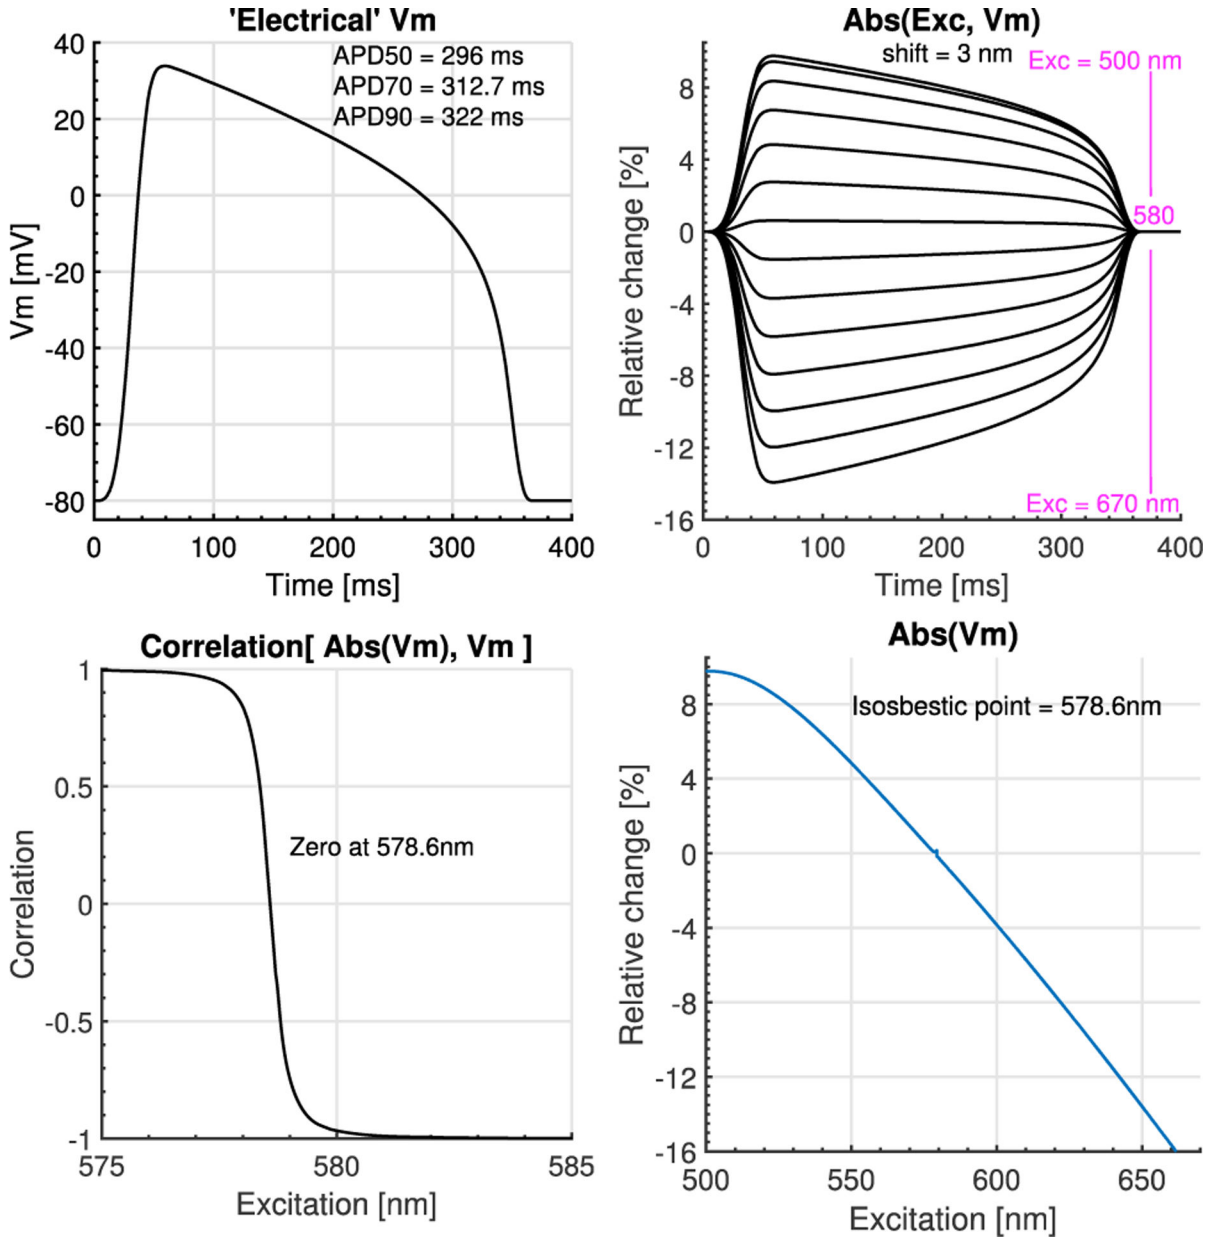 'Electrical' Vm
APD50 = 296 ms
APD70 = 312.7 ms
APD90 = 322 ms
40
20
0
-20
-40
-60
-80
Vm [mV]
0 100 200 300 400
Time [ms]
Abs(Exc, Vm)
shift = 3 nm
Exc = 500 nm
580
Exc = 670 nm
8
4
0
-4
-8
-12
-16
Relative change [%]
0 100 200 300 400
Time [ms]
Correlation[ Abs(Vm), Vm ]
1
0.5
0
-0.5
-1
Correlation
Zero at 578.6nm
575 580 585
Excitation [nm]
Abs(Vm)
Isosbestic point = 578.6nm
8
4
0
-4
-8
-12
-16
Relative change [%]
500 550 600 650
Excitation [nm]